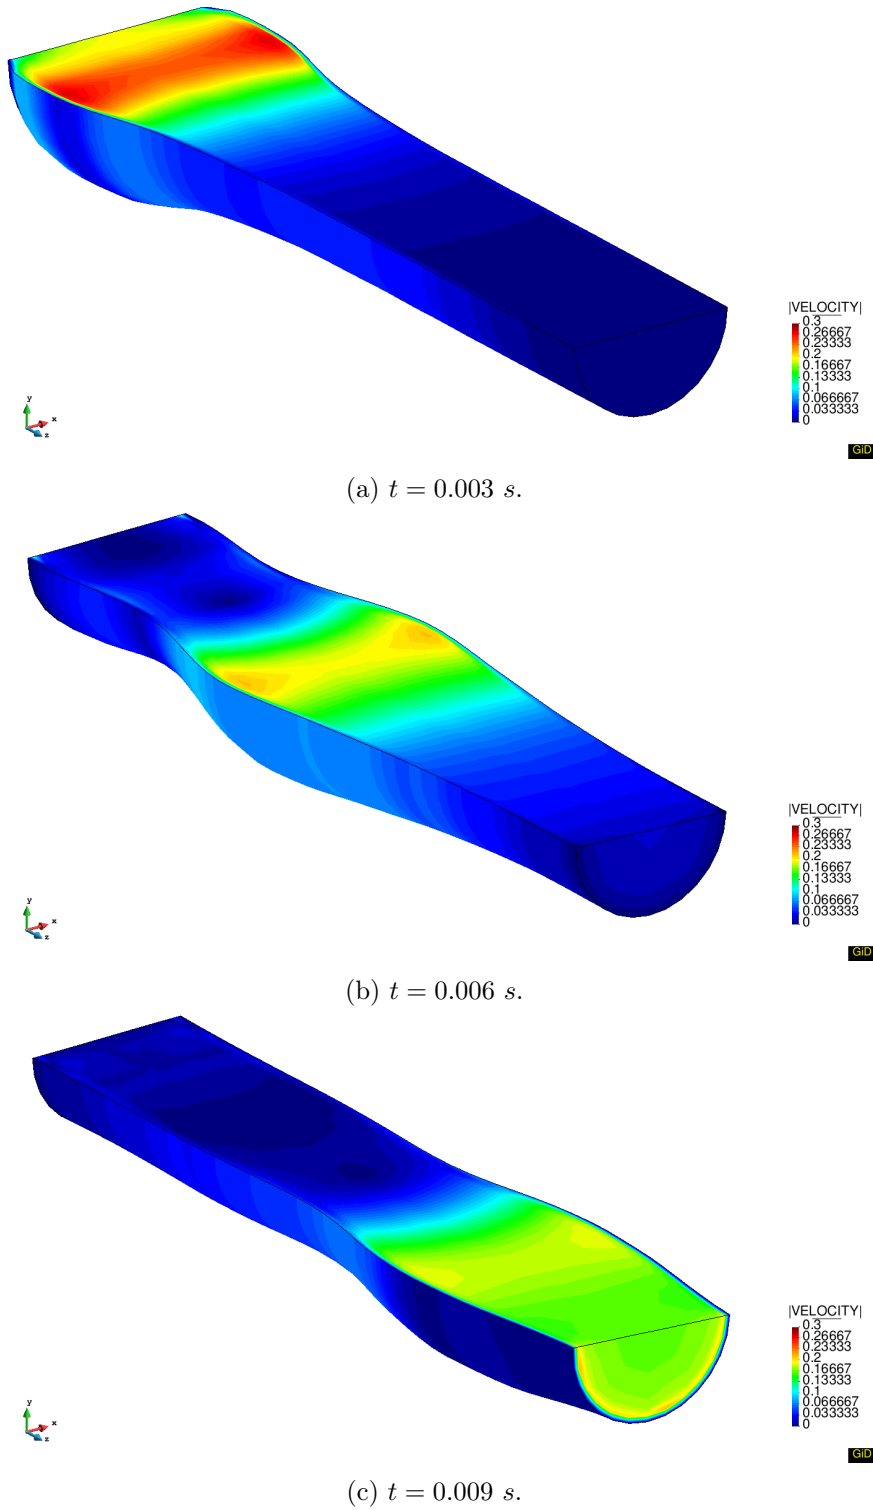 |VELOCITY|
0.3
0.26667
0.23333
0.2
0.16667
0.13333
0.1
0.066667
0.033333
0
y
x
z
GiD
(a) t = 0.003 s.
|VELOCITY|
0.3
0.26667
0.23333
0.2
0.16667
0.13333
0.1
0.066667
0.033333
0
y
x
z
GiD
(b) t = 0.006 s.
|VELOCITY|
0.3
0.26667
0.23333
0.2
0.16667
0.13333
0.1
0.066667
0.033333
0
y
x
z
GiD
(c) t = 0.009 s.